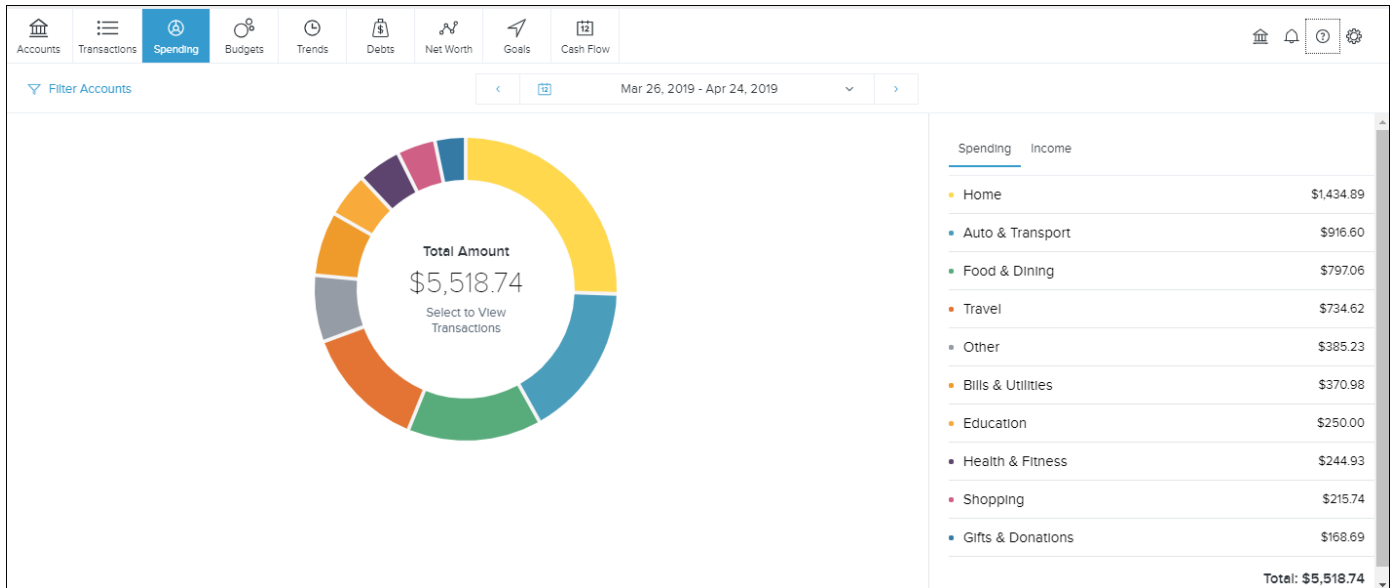 Accounts Transactions Spending Budgets Trends Debts Net Worth Goals 12 Cash Flow
Filter Accounts
12 Mar 26, 2019 - Apr 24, 2019
Total Amount
$5,518.74
Select to View
Transactions
Spending Income
Home $1,434.89
Auto & Transport $916.60
Food & Dining $797.06
Travel $734.62
Other $385.23
Bills & Utilities $370.98
Education $250.00
Health & Fitness $244.93
Shopping $215.74
Gifts & Donations $168.69
Total: $5,518.74